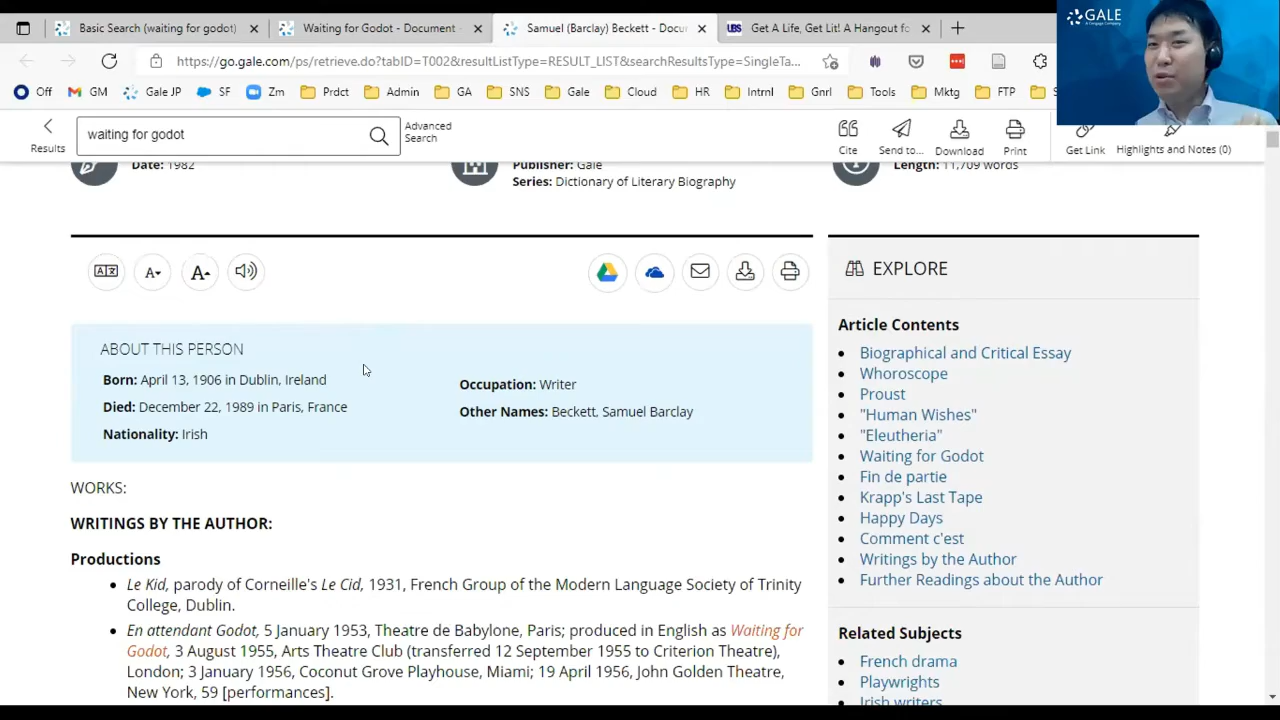 Basic Search (waiting for godot)
Waiting for Godot - Document
Samuel (Barclay) Beckett - Docu
UBS
Get A Life, Get Lit! A Hangout fo
GALE
A Cengage Company
https://go.gale.com/ps/retrieve.do?tabID=T002&resultListType=RESULT_LIST&searchResultsType=SingleTa...
Off
GM
Gale JP
SF
Zm
Prdct
Admin
GA
SNS
Gale
Cloud
HR
Intrnl
Gnrl
Tools
Mktg
FTP
Results
waiting for godot
Advanced
Search
Cite
Send to...
Download
Print
Get Link
Highlights and Notes (0)
Date: 1982
Publisher: Gale
Series: Dictionary of Literary Biography
Length: 11,709 words
A
A
EXPLORE
ABOUT THIS PERSON
Born: April 13, 1906 in Dublin, Ireland
Died: December 22, 1989 in Paris, France
Nationality: Irish
Occupation: Writer
Other Names: Beckett, Samuel Barclay
WORKS:
WRITINGS BY THE AUTHOR:
Productions
Le Kid, parody of Corneille's Le Cid, 1931, French Group of the Modern Language Society of Trinity
College, Dublin.
En attendant Godot, 5 January 1953, Theatre de Babylone, Paris; produced in English as Waiting for
Godot, 3 August 1955, Arts Theatre Club (transferred 12 September 1955 to Criterion Theatre),
London; 3 January 1956, Coconut Grove Playhouse, Miami; 19 April 1956, John Golden Theatre,
New York, 59 [performances].
Article Contents
Biographical and Critical Essay
Whoroscope
Proust
"Human Wishes"
"Eleutheria"
Waiting for Godot
Fin de partie
Krapp's Last Tape
Happy Days
Comment c'est
Writings by the Author
Further Readings about the Author
Related Subjects
French drama
Playwrights
Irish writers